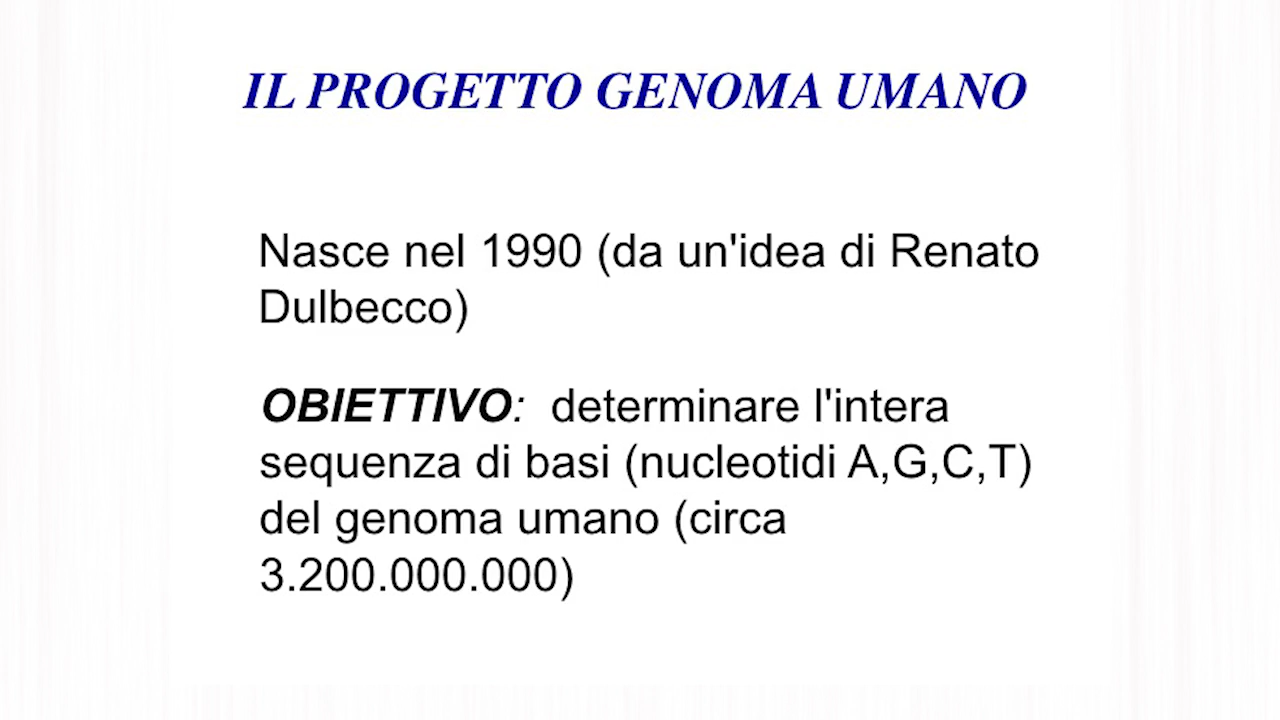 IL PROGETTO GENOMA UMANO
Nasce nel 1990 (da un'idea di Renato
Dulbecco)
OBIETTIVO: determinare l'intera
sequenza di basi (nucleotidi A,G,C,T)
del genoma umano (circa
3.200.000.000)